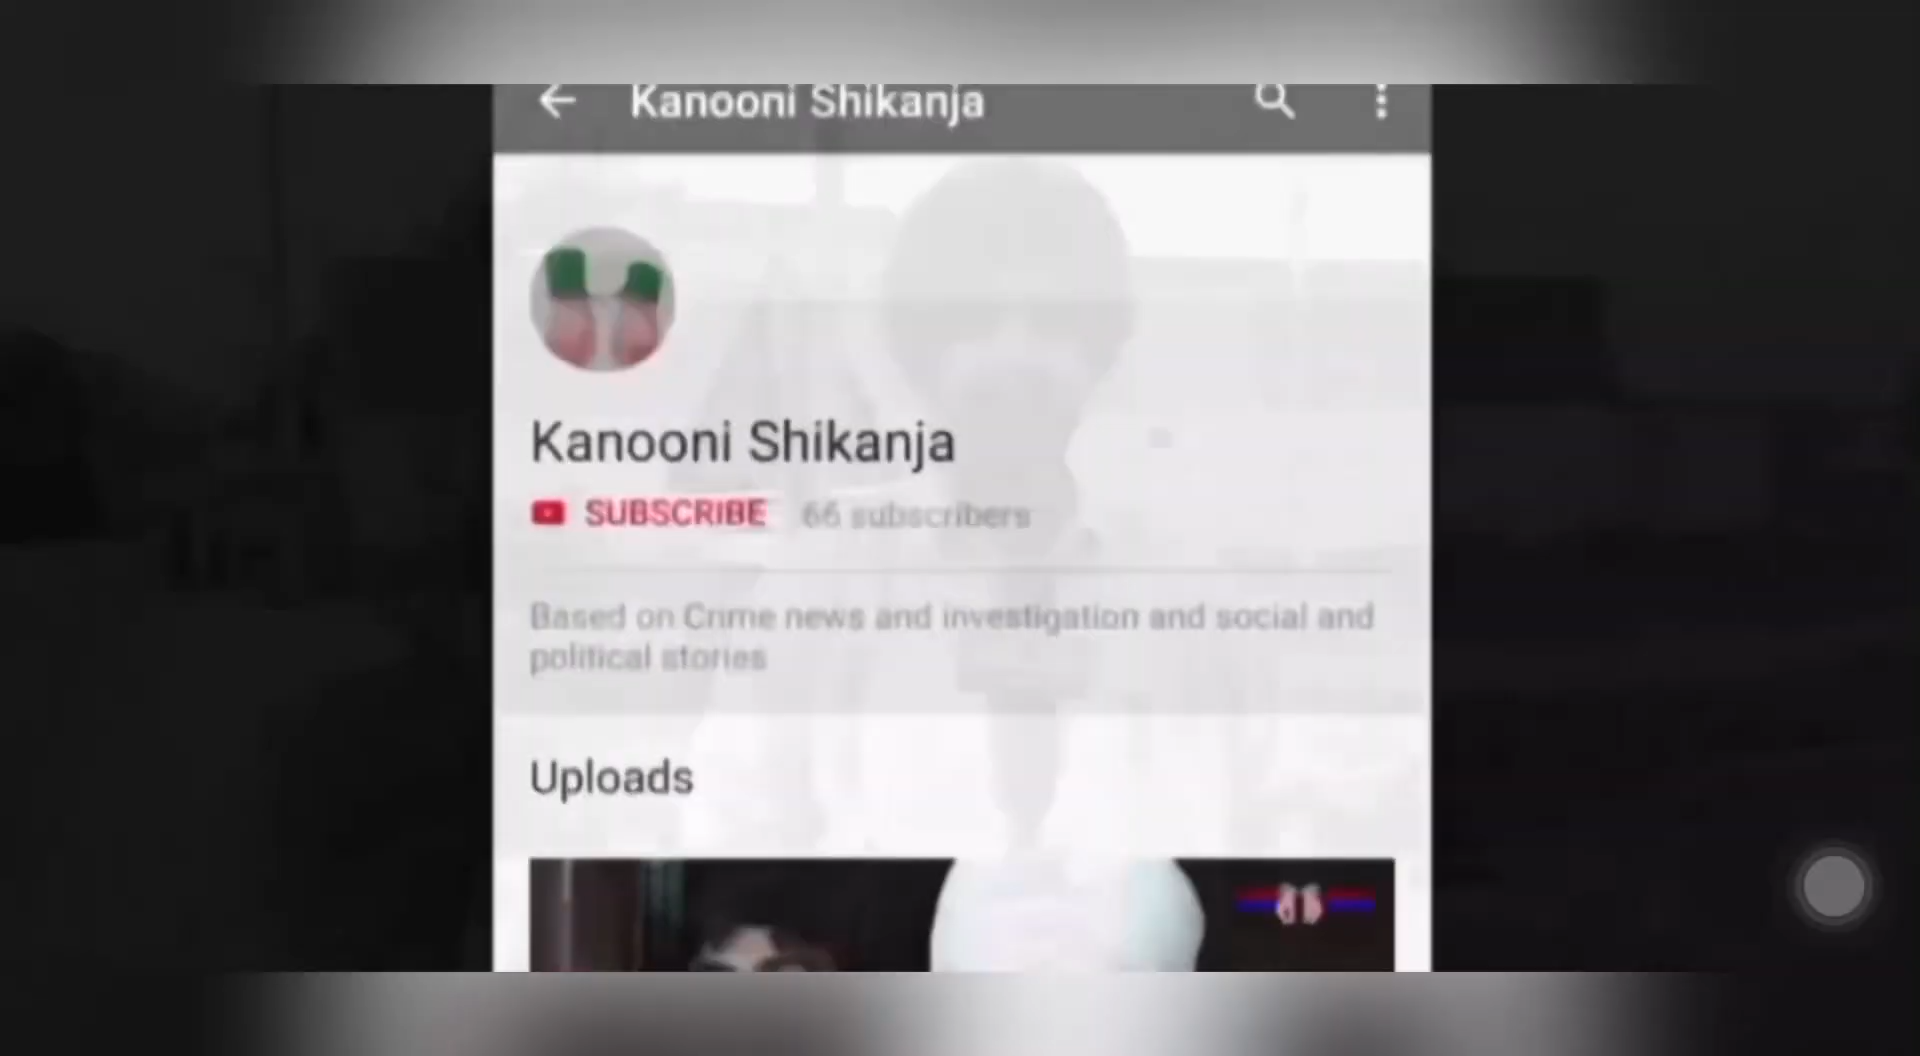 Kanooni Shikanja
Kanooni Shikanja
SUBSCRIBE 66 subscribers
Based on Crime news and investigation and social and
political stories
Uploads